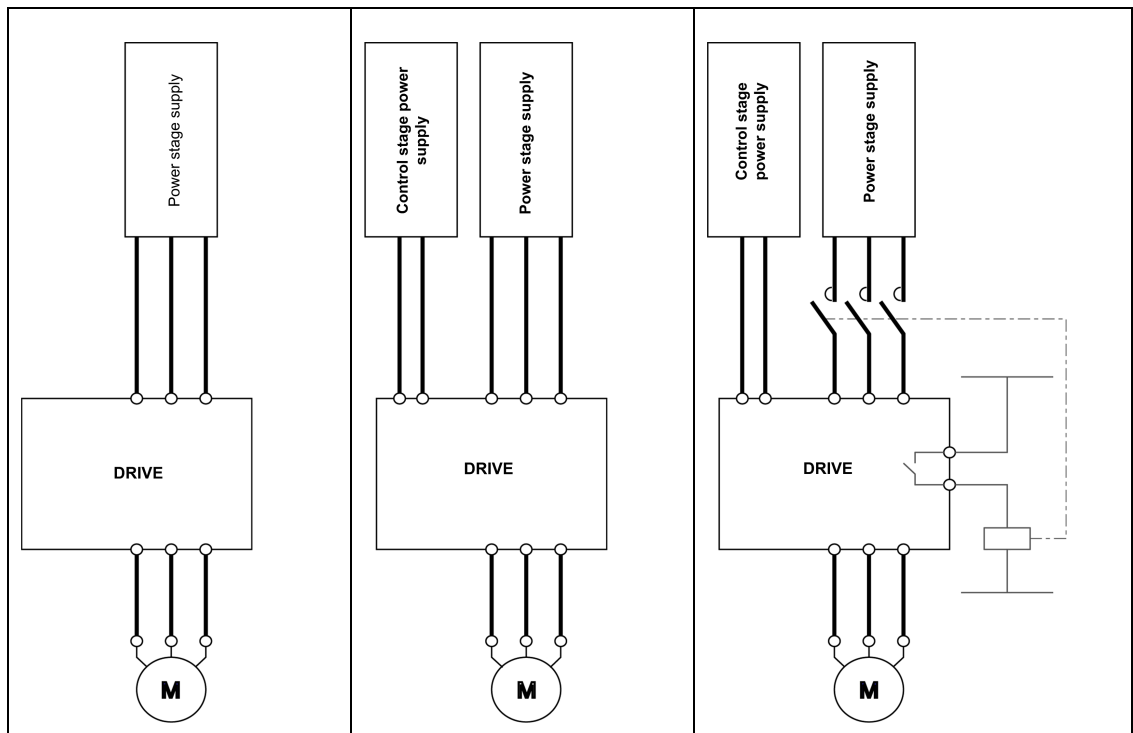 Power stage supply
DRIVE
M
Control stage power
supply
Power stage supply
DRIVE
M
Control stage
power supply
Power stage supply
DRIVE
M